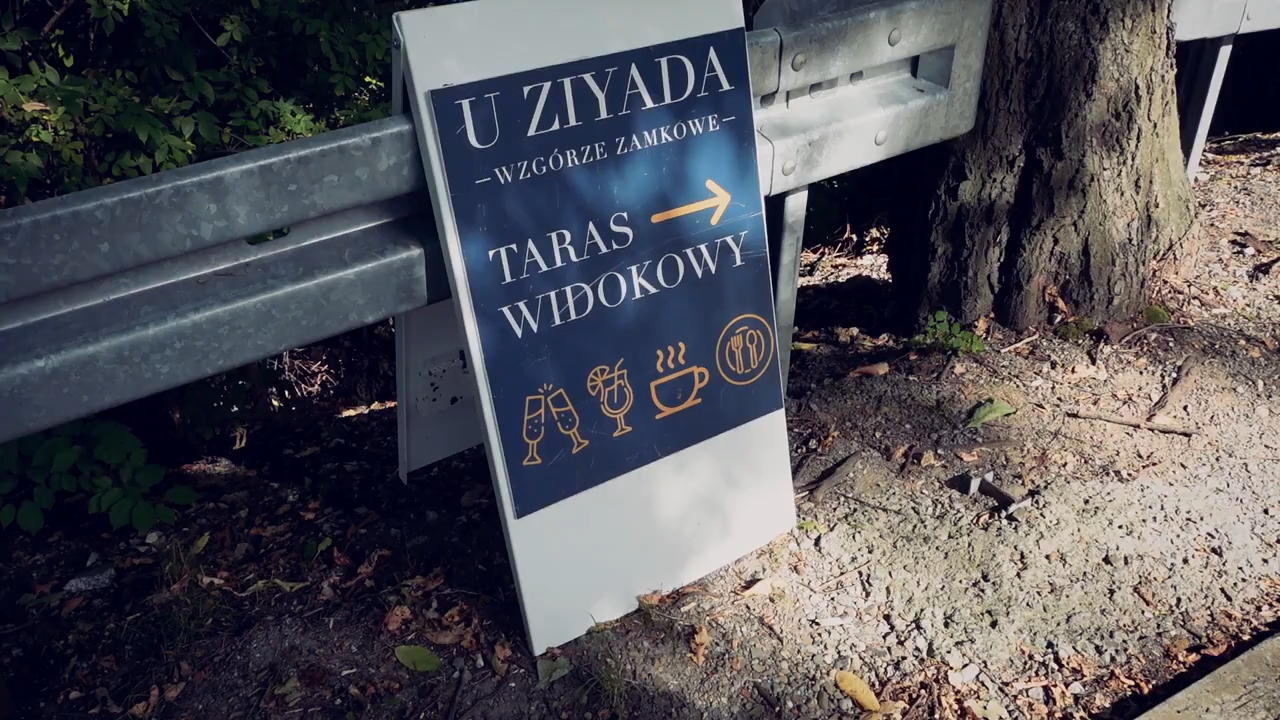 U ZIYADA
–WZGÓRZE ZAMKOWE–
TARAS →
WIDOKOWY